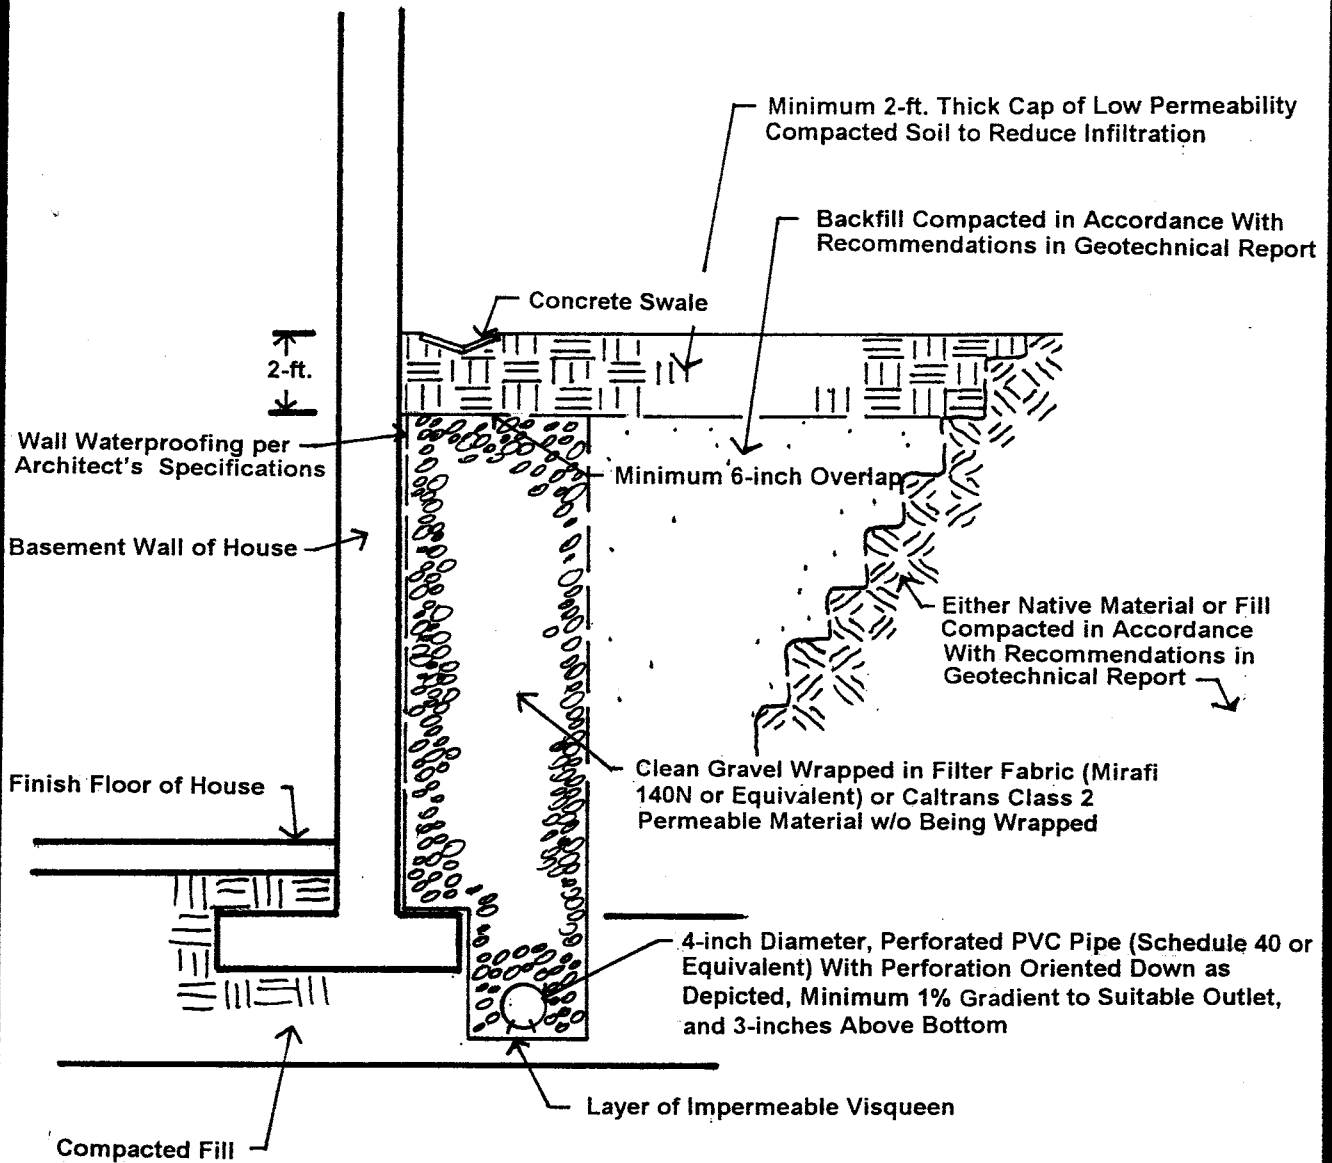 Minimum 2-ft. Thick Cap of Low Permeability
Compacted Soil to Reduce Infiltration
Backfill Compacted in Accordance With
Recommendations in Geotechnical Report
Concrete Swale
2-ft.
Wall Waterproofing per
Architect's Specifications
Minimum 6-inch Overlap
Basement Wall of House
Either Native Material or Fill
Compacted in Accordance
With Recommendations in
Geotechnical Report
Clean Gravel Wrapped in Filter Fabric (Mirafi
140N or Equivalent) or Caltrans Class 2
Permeable Material w/o Being Wrapped
Finish Floor of House
4-inch Diameter, Perforated PVC Pipe (Schedule 40 or
Equivalent) With Perforation Oriented Down as
Depicted, Minimum 1% Gradient to Suitable Outlet,
and 3-inches Above Bottom
Layer of Impermeable Visqueen
Compacted Fill